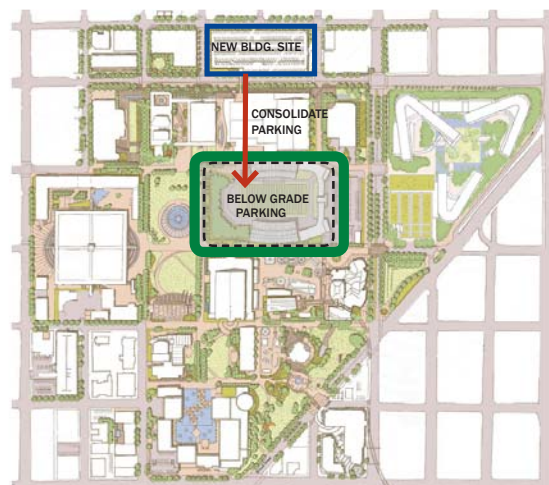 NEW BLDG. SITE
CONSOLIDATE
PARKING
BELOW GRADE
PARKING